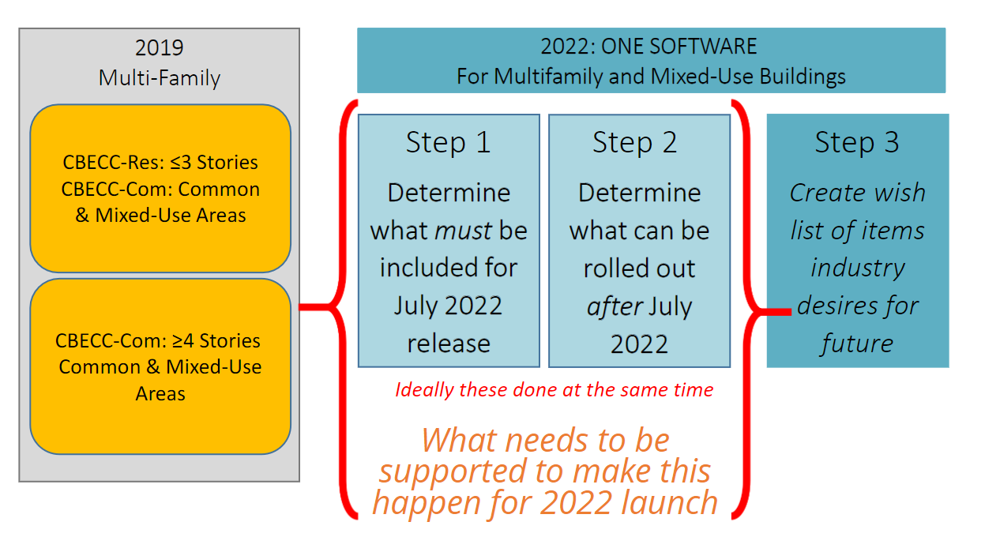 2019
Multi-Family
CBECC-Res: ≤3 Stories
CBECC-Com: Common
& Mixed-Use Areas
CBECC-Com: ≥4 Stories
Common & Mixed-Use
Areas
2022: ONE SOFTWARE
For Multifamily and Mixed-Use Buildings
Step 1
Determine
what must be
included for
July 2022
release
Step 2
Determine
what can be
rolled out
after July
2022
Ideally these done at the same time
What needs to be
supported to make this
happen for 2022 launch
Step 3
Create wish
list of items
industry
desires for
future